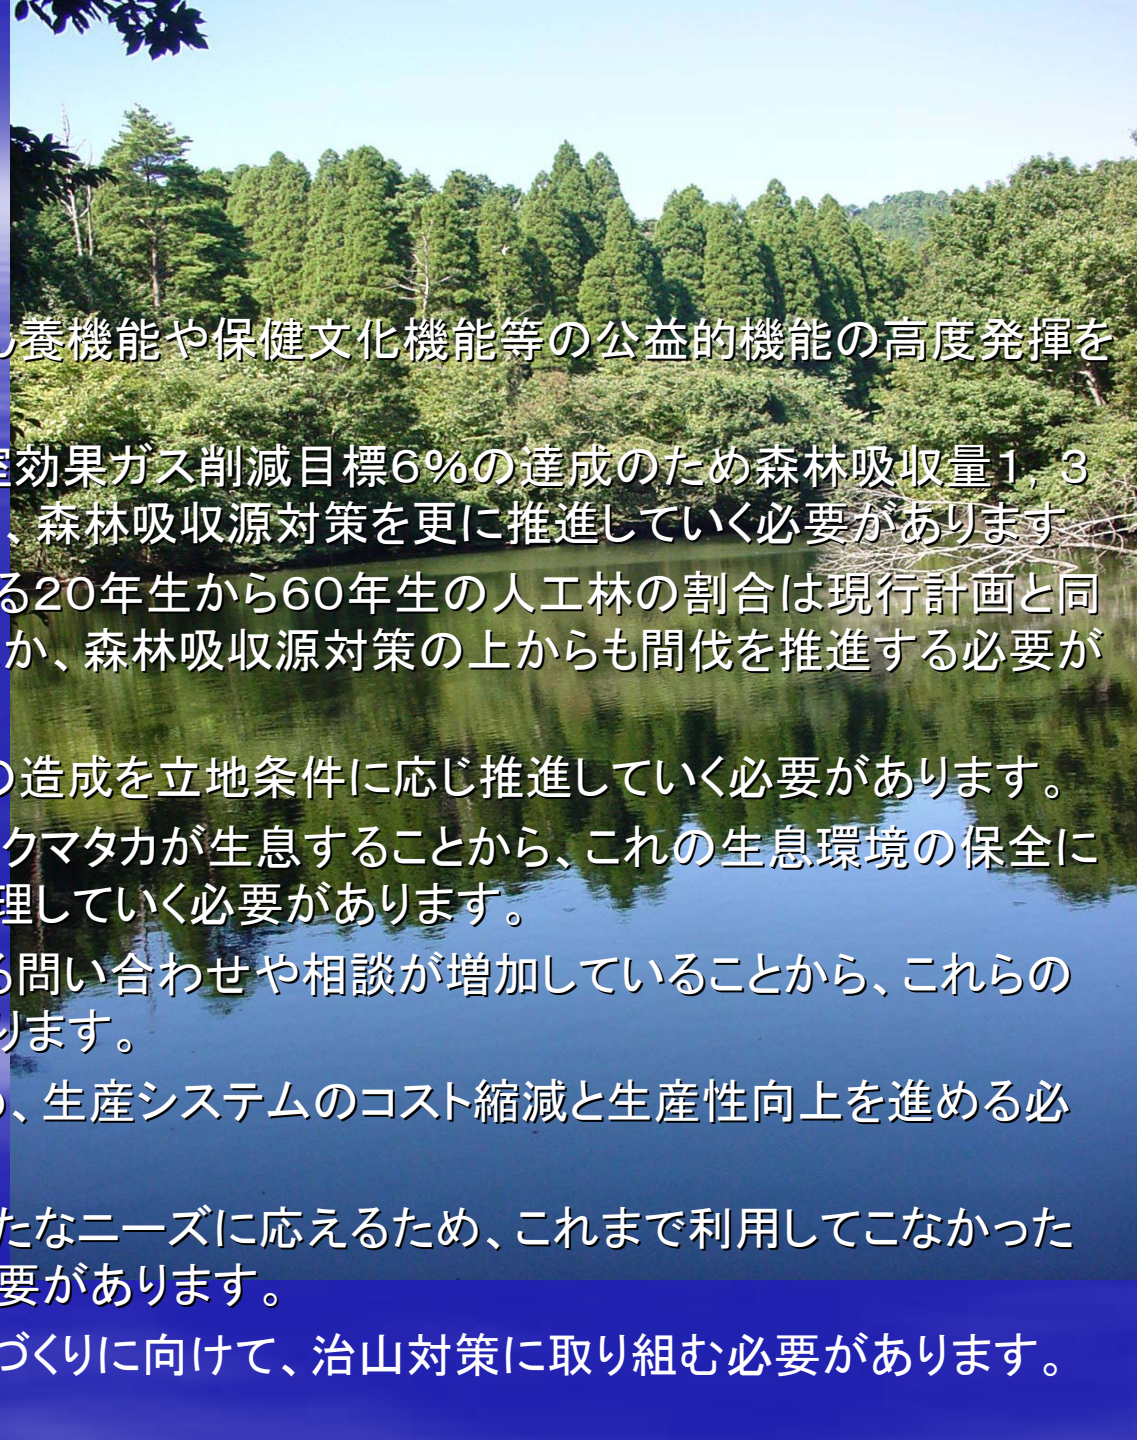 ん養機能や保健文化機能等の公益的機能の高度発揮を
室効果ガス削減目標6%の達成のため森林吸収量1，3
、森林吸収源対策を更に推進していく必要があります
る20年生から60年生の人工林の割合は現行計画と同
か、森林吸収源対策の上からも間伐を推進する必要が
の造成を立地条件に応じ推進していく必要があります。
クマタカが生息することから、これの生息環境の保全に
理していく必要があります。
る問い合わせや相談が増加していることから、これらの
ります。
め、生産システムのコスト縮減と生産性向上を進める必
たなニーズに応えるため、これまで利用してこなかった
要があります。
づくりに向けて、治山対策に取り組む必要があります。